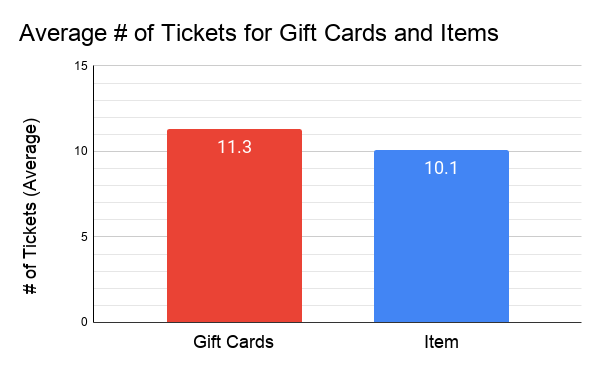 Average # of Tickets for Gift Cards and Items
# of Tickets (Average)
15
10
5
0
11.3
10.1
Gift Cards
Item